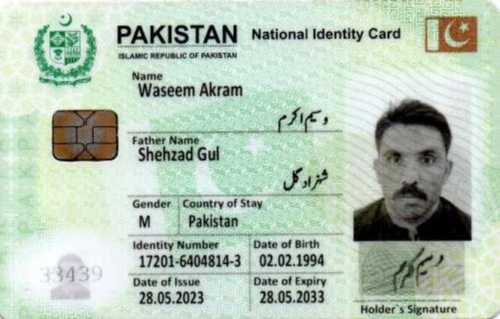 PAKISTAN National Identity Card
ISLAMIC REPUBLIC OF PAKISTAN
Name
Waseem Akram
وسیم اکرم
Father Name
Shehzad Gul
شہزاد گل
Gender Country of Stay
M Pakistan
Identity Number Date of Birth
17201-6404814-3 02.02.1994
33439
Date of Issue Date of Expiry
28.05.2023 28.05.2033
وسیم اکرم
Holder`s Signature